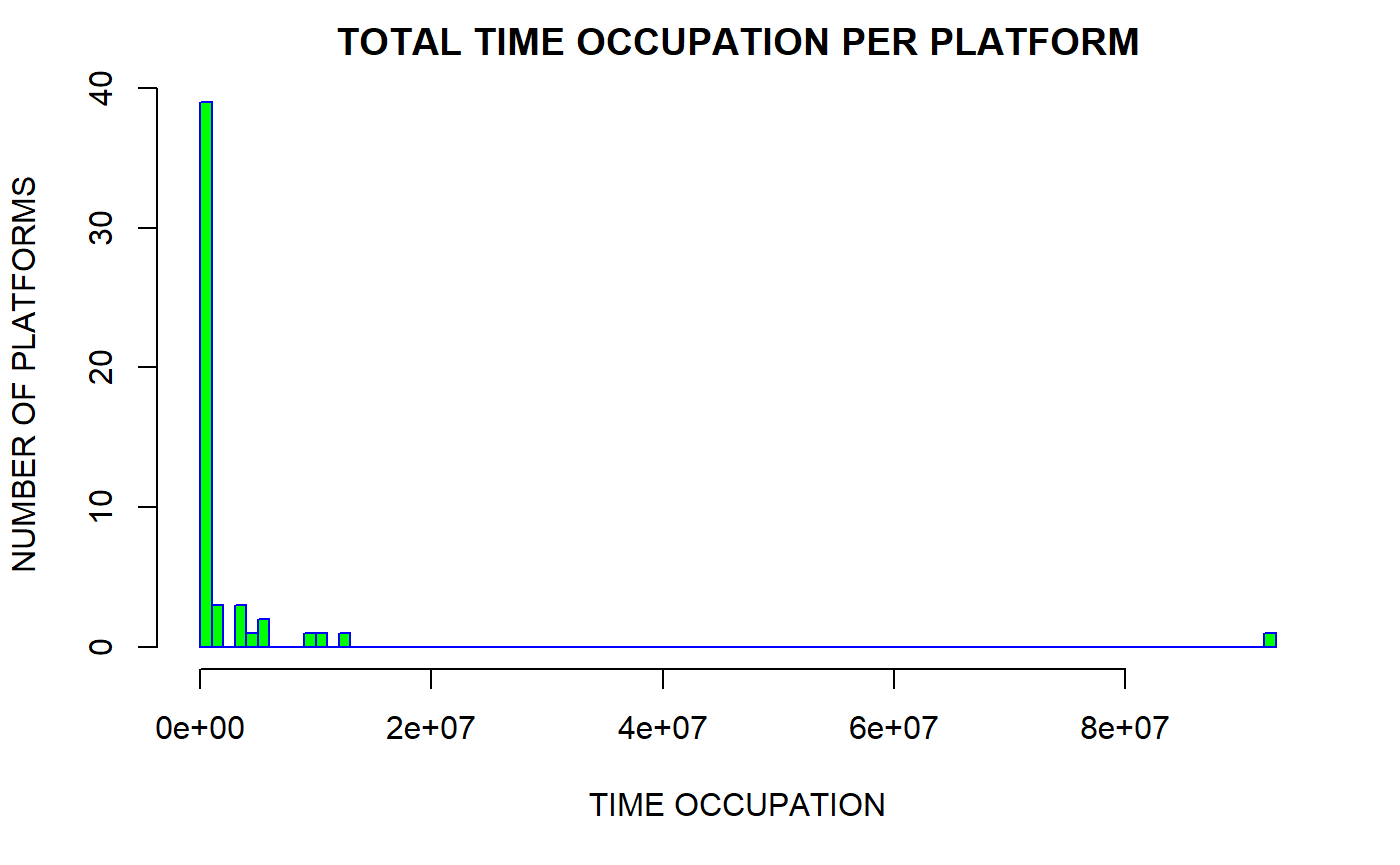 TOTAL TIME OCCUPATION PER PLATFORM
NUMBER OF PLATFORMS
40
30
20
10
0
0e+00 2e+07 4e+07 6e+07 8e+07
TIME OCCUPATION